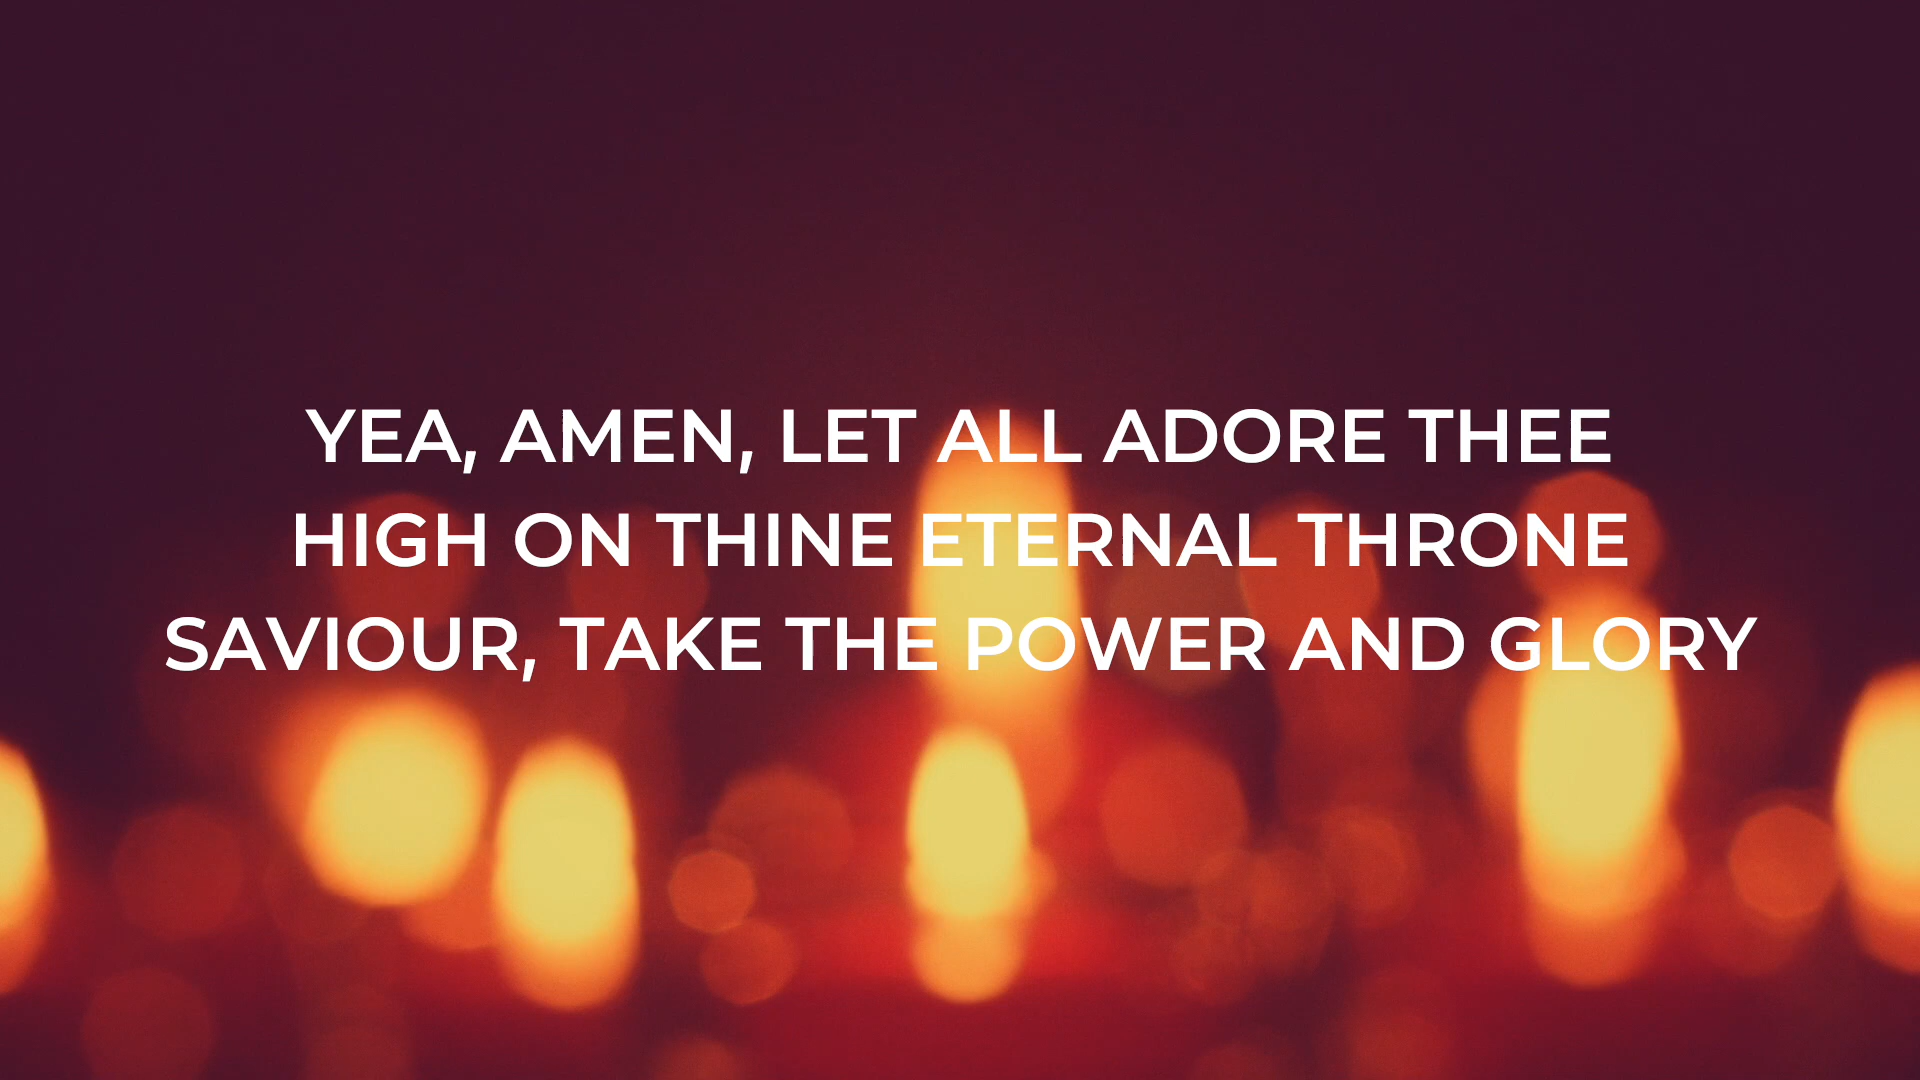 YEA, AMEN, LET ALL ADORE THEE
HIGH ON THINE ETERNAL THRONE
SAVIOUR, TAKE THE POWER AND GLORY